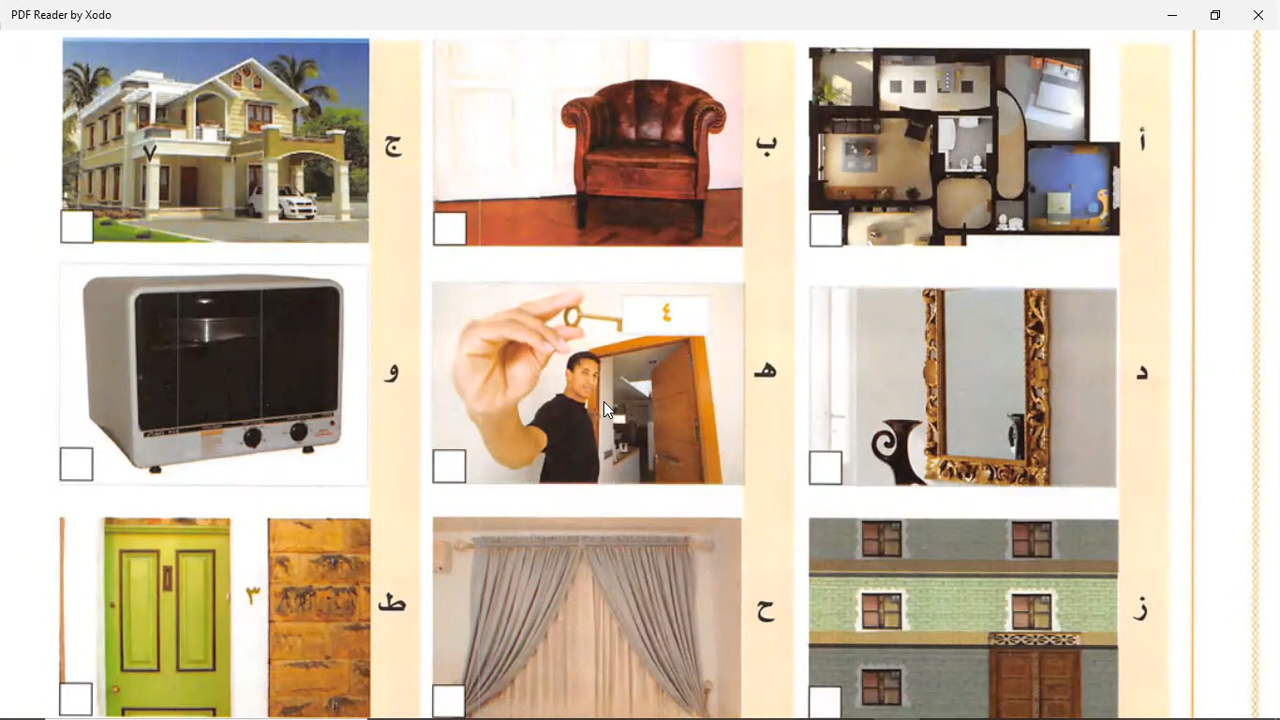 PDF Reader by Xodo
أ
ب
ج
٧
د
هـ
٤
و
ز
ح
ط
٣